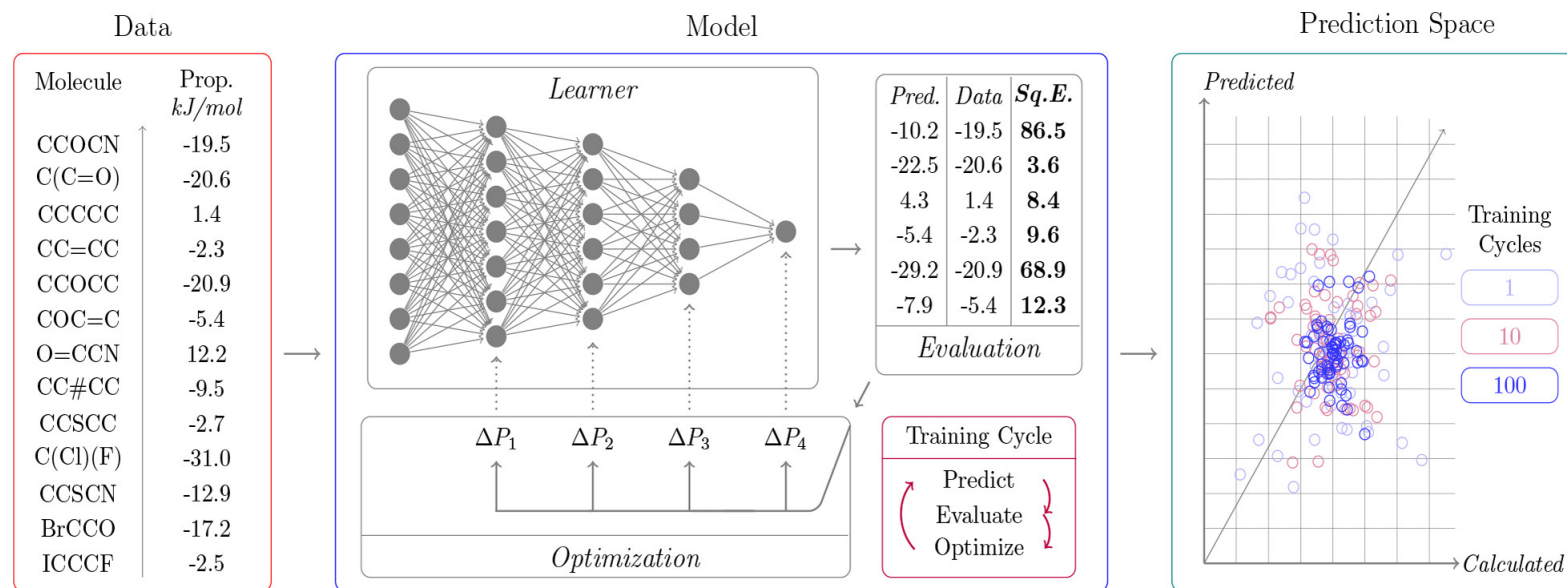 Data
Model
Prediction Space
Molecule Prop.
kJ/mol
CCOCN -19.5
C(C=O) -20.6
CCCCC 1.4
CC=CC -2.3
CCOCC -20.9
COC=C -5.4
O=CCN 12.2
CC#CC -9.5
CCSCC -2.7
C(Cl)(F) -31.0
CCSCN -12.9
BrCCO -17.2
ICCCF -2.5
Learner
Pred. Data Sq.E.
-10.2 -19.5 86.5
-22.5 -20.6 3.6
4.3 1.4 8.4
-5.4 -2.3 9.6
-29.2 -20.9 68.9
-7.9 -5.4 12.3
Evaluation
ΔP1 ΔP2 ΔP3 ΔP4
Optimization
Training Cycle
Predict
Evaluate
Optimize
Predicted
Calculated
Training
Cycles
1
10
100